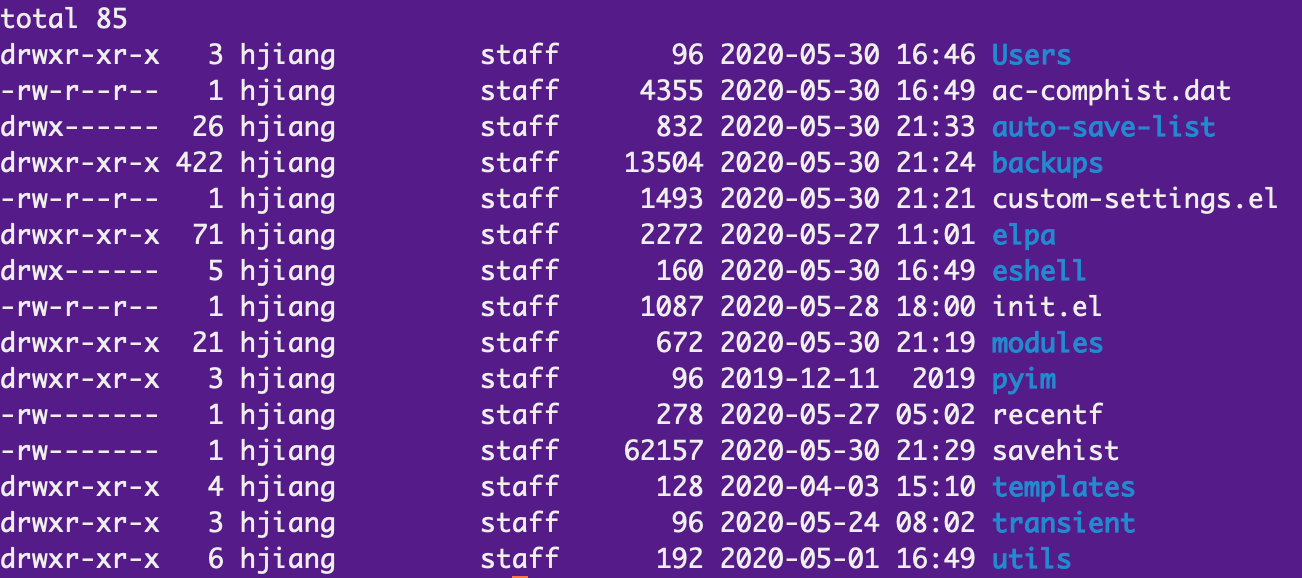 total 85
drwxr-xr-x   3 hjiang         staff       96 2020-05-30 16:46 Users
-rw-r--r--   1 hjiang         staff     4355 2020-05-30 16:49 ac-comphist.dat
drwx------  26 hjiang         staff      832 2020-05-30 21:33 auto-save-list
drwxr-xr-x 422 hjiang         staff    13504 2020-05-30 21:24 backups
-rw-r--r--   1 hjiang         staff     1493 2020-05-30 21:21 custom-settings.el
drwxr-xr-x  71 hjiang         staff     2272 2020-05-27 11:01 elpa
drwx------   5 hjiang         staff      160 2020-05-30 16:49 eshell
-rw-r--r--   1 hjiang         staff     1087 2020-05-28 18:00 init.el
drwxr-xr-x  21 hjiang         staff      672 2020-05-30 21:19 modules
drwxr-xr-x   3 hjiang         staff       96 2019-12-11  2019 pyim
-rw-------   1 hjiang         staff      278 2020-05-27 05:02 recentf
-rw-------   1 hjiang         staff    62157 2020-05-30 21:29 savehist
drwxr-xr-x   4 hjiang         staff      128 2020-04-03 15:10 templates
drwxr-xr-x   3 hjiang         staff       96 2020-05-24 08:02 transient
drwxr-xr-x   6 hjiang         staff      192 2020-05-01 16:49 utils